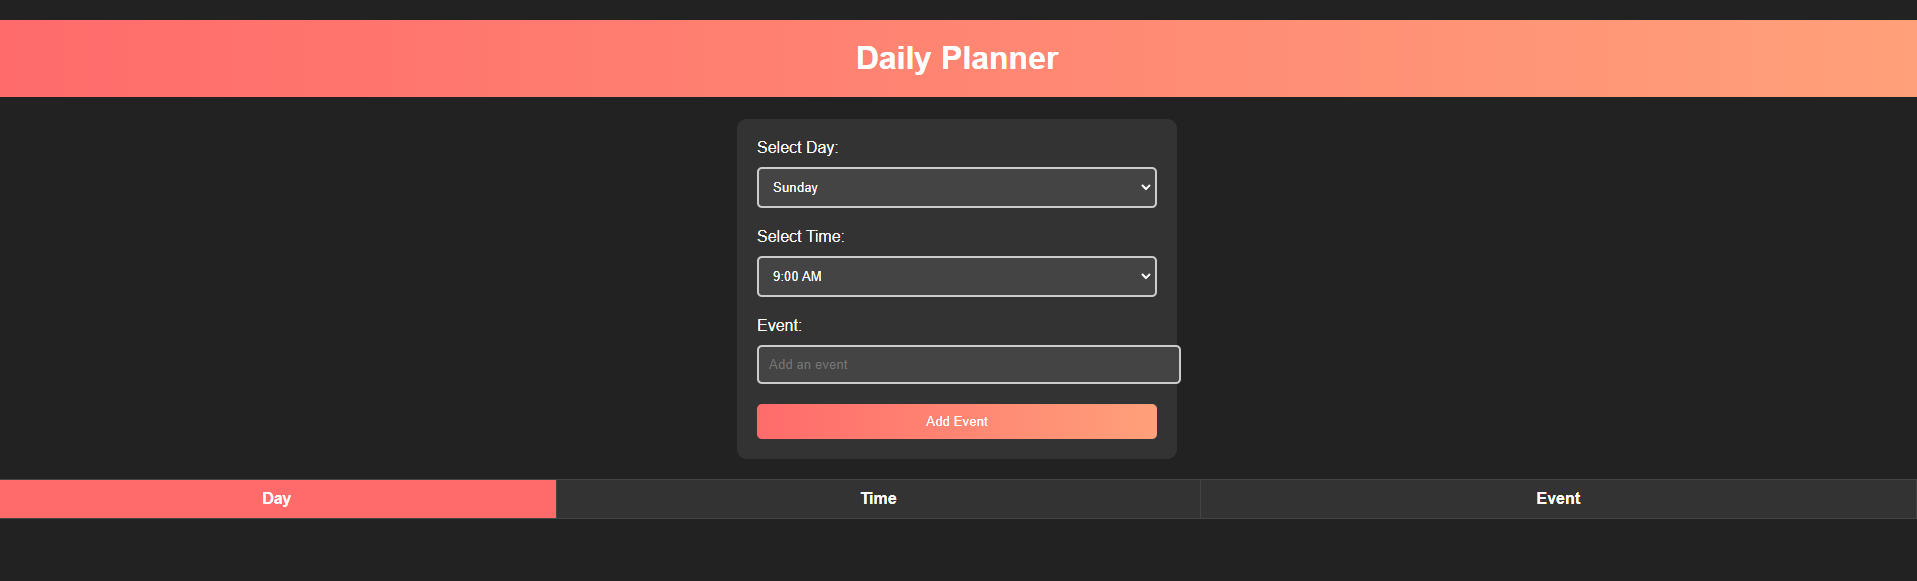 Daily Planner
Select Day:
Sunday
Select Time:
9:00 AM
Event:
Add an event
Add Event
Day Time Event